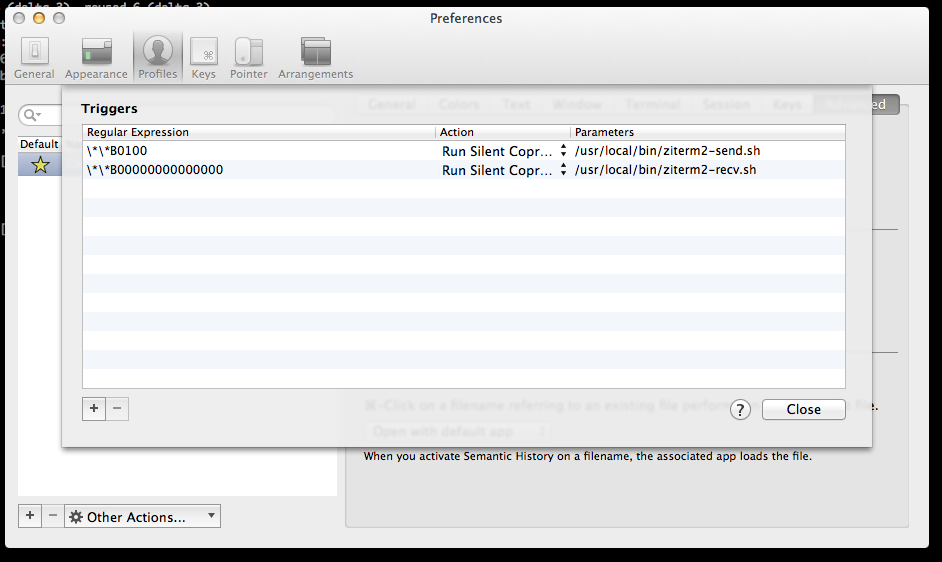 Preferences
General Appearance Profiles Keys Pointer Arrangements
General Colors Text Window Terminal Session Keys
Triggers
Default
Regular Expression Action Parameters
\*\*B0100 Run Silent Copr... /usr/local/bin/ziterm2-send.sh
\*\*B00000000000000 Run Silent Copr... /usr/local/bin/ziterm2-recv.sh
+ − ? Close
⌘-Click on a filename referring to an existing file file.
Open with default app
When you activate Semantic History on a filename, the associated app loads the file.
+ − Other Actions...